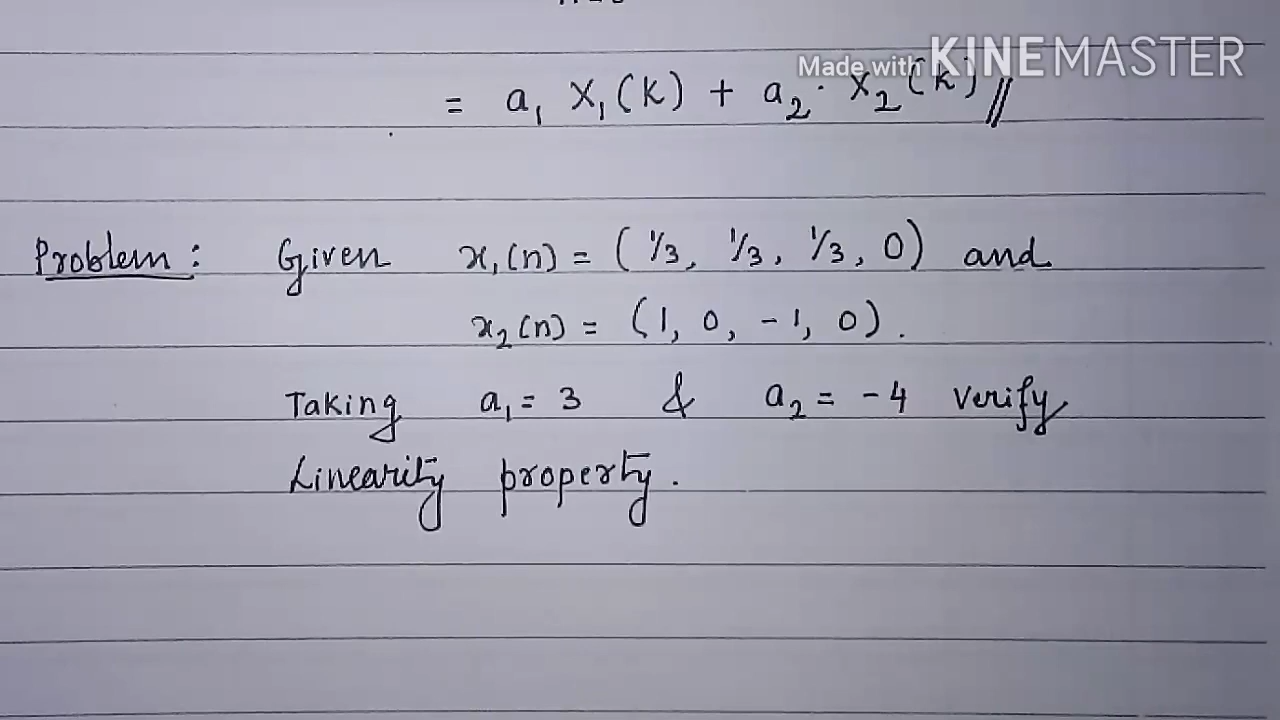 Made with KINEMASTER
= a₁ X₁(K) + a₂ · X₂(K) //
Problem : Given x₁(n) = ( 1/3, 1/3, 1/3, 0) and
x₂(n) = (1, 0, -1, 0).
Taking a₁ = 3 & a₂ = -4 verify
Linearity property.